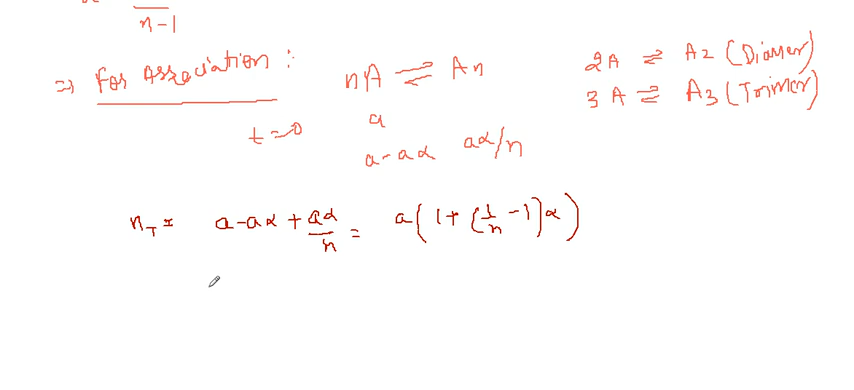 n-1
=> For Association :
nA ⇌ An
2A ⇌ A2 (Diamer)
3A ⇌ A3 (Trimer)
t=0 a
a-aα aα/n
nT = a-aα + aα/n = a(1+(1/n -1)α)